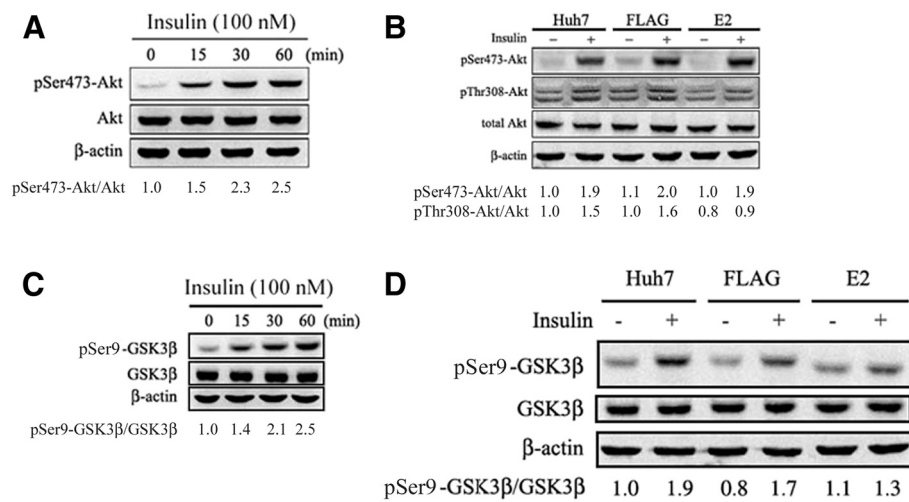 A
Insulin (100 nM)
0 15 30 60 (min)
pSer473-Akt
Akt
β-actin
pSer473-Akt/Akt 1.0 1.5 2.3 2.5
B
Huh7 FLAG E2
Insulin - + - + - +
pSer473-Akt
pThr308-Akt
total Akt
β-actin
pSer473-Akt/Akt 1.0 1.9 1.1 2.0 1.0 1.9
pThr308-Akt/Akt 1.0 1.5 1.0 1.6 0.8 0.9
C
Insulin (100 nM)
0 15 30 60 (min)
pSer9-GSK3β
GSK3β
β-actin
pSer9-GSK3β/GSK3β 1.0 1.4 2.1 2.5
D
Huh7 FLAG E2
Insulin - + - + - +
pSer9-GSK3β
GSK3β
β-actin
pSer9-GSK3β/GSK3β 1.0 1.9 0.8 1.7 1.1 1.3